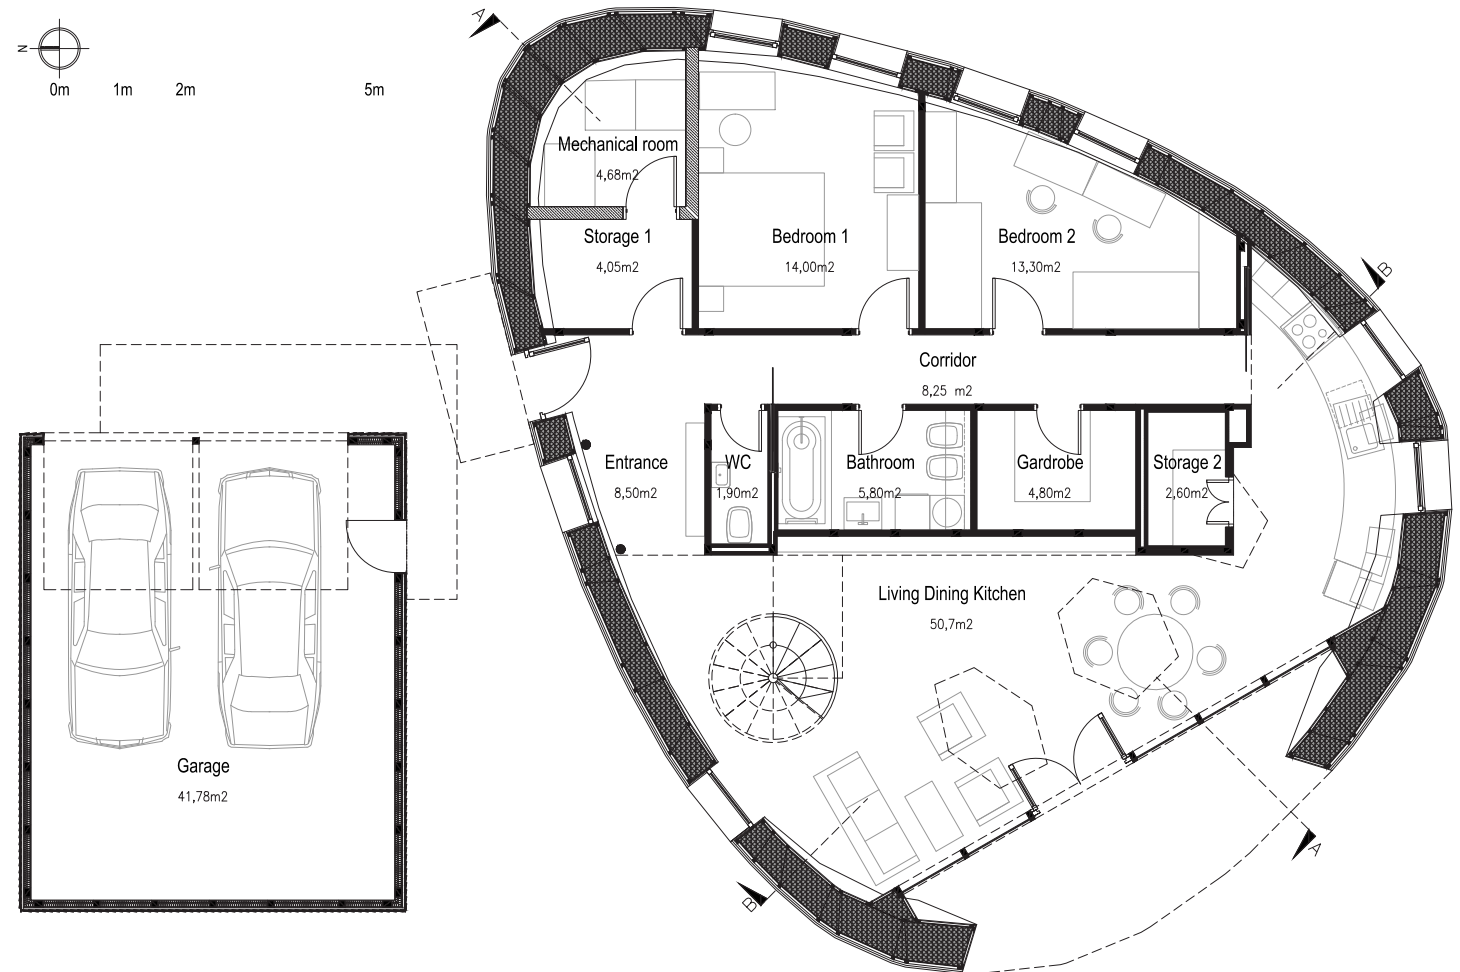 A
N
0m 1m 2m 5m
Mechanical room
4,68m2
Storage 1
4,05m2
Bedroom 1
14,00m2
Bedroom 2
13,30m2
B
Corridor
8,25 m2
Entrance
8,50m2
WC
1,90m2
Bathroom
5,80m2
Gardrobe
4,80m2
Storage 2
2,60m2
Living Dining Kitchen
50,7m2
Garage
41,78m2
A
B